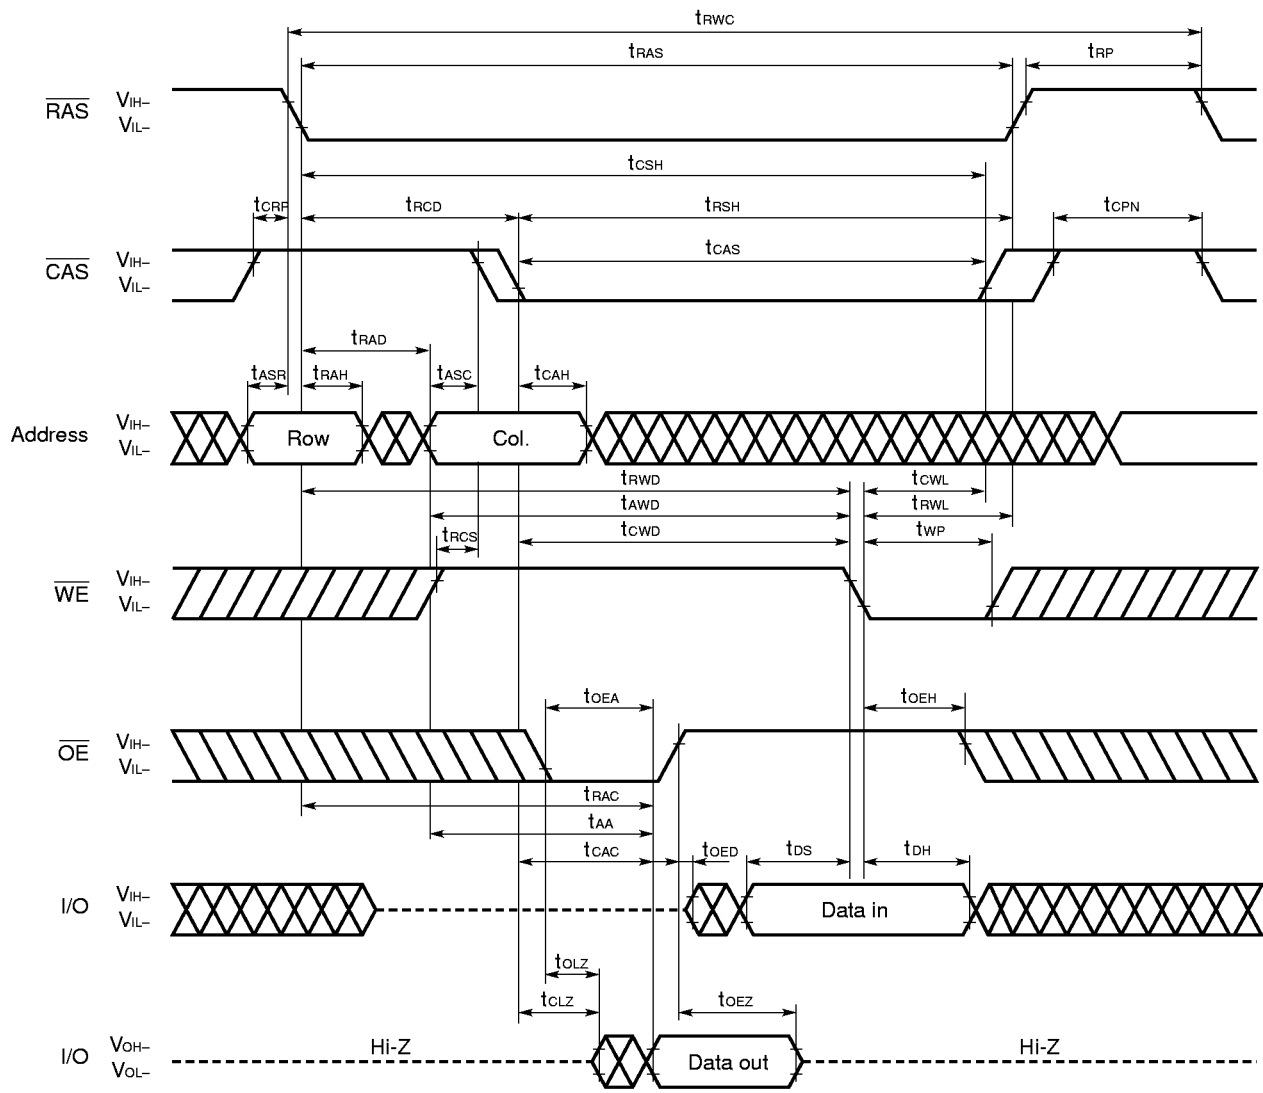 tRWC
tRAS tRP
RAS VIH–
VIL–
tCSH
tCRP tRCD tRSH tCPN
CAS VIH– tCAS
VIL–
tRAD
tASR tRAH tASC tCAH
Address VIH–
VIL–
Row Col.
tRWD tCWL
tAWD tRWL
tRCS tCWD tWP
WE VIH–
VIL–
tOEA tOEH
OE VIH–
VIL–
tRAC
tAA
tCAC tOED tDS tDH
I/O VIH–
VIL–
Data in
tOLZ
tCLZ tOEZ
I/O VOH–
VOL–
Hi-Z Data out Hi-Z